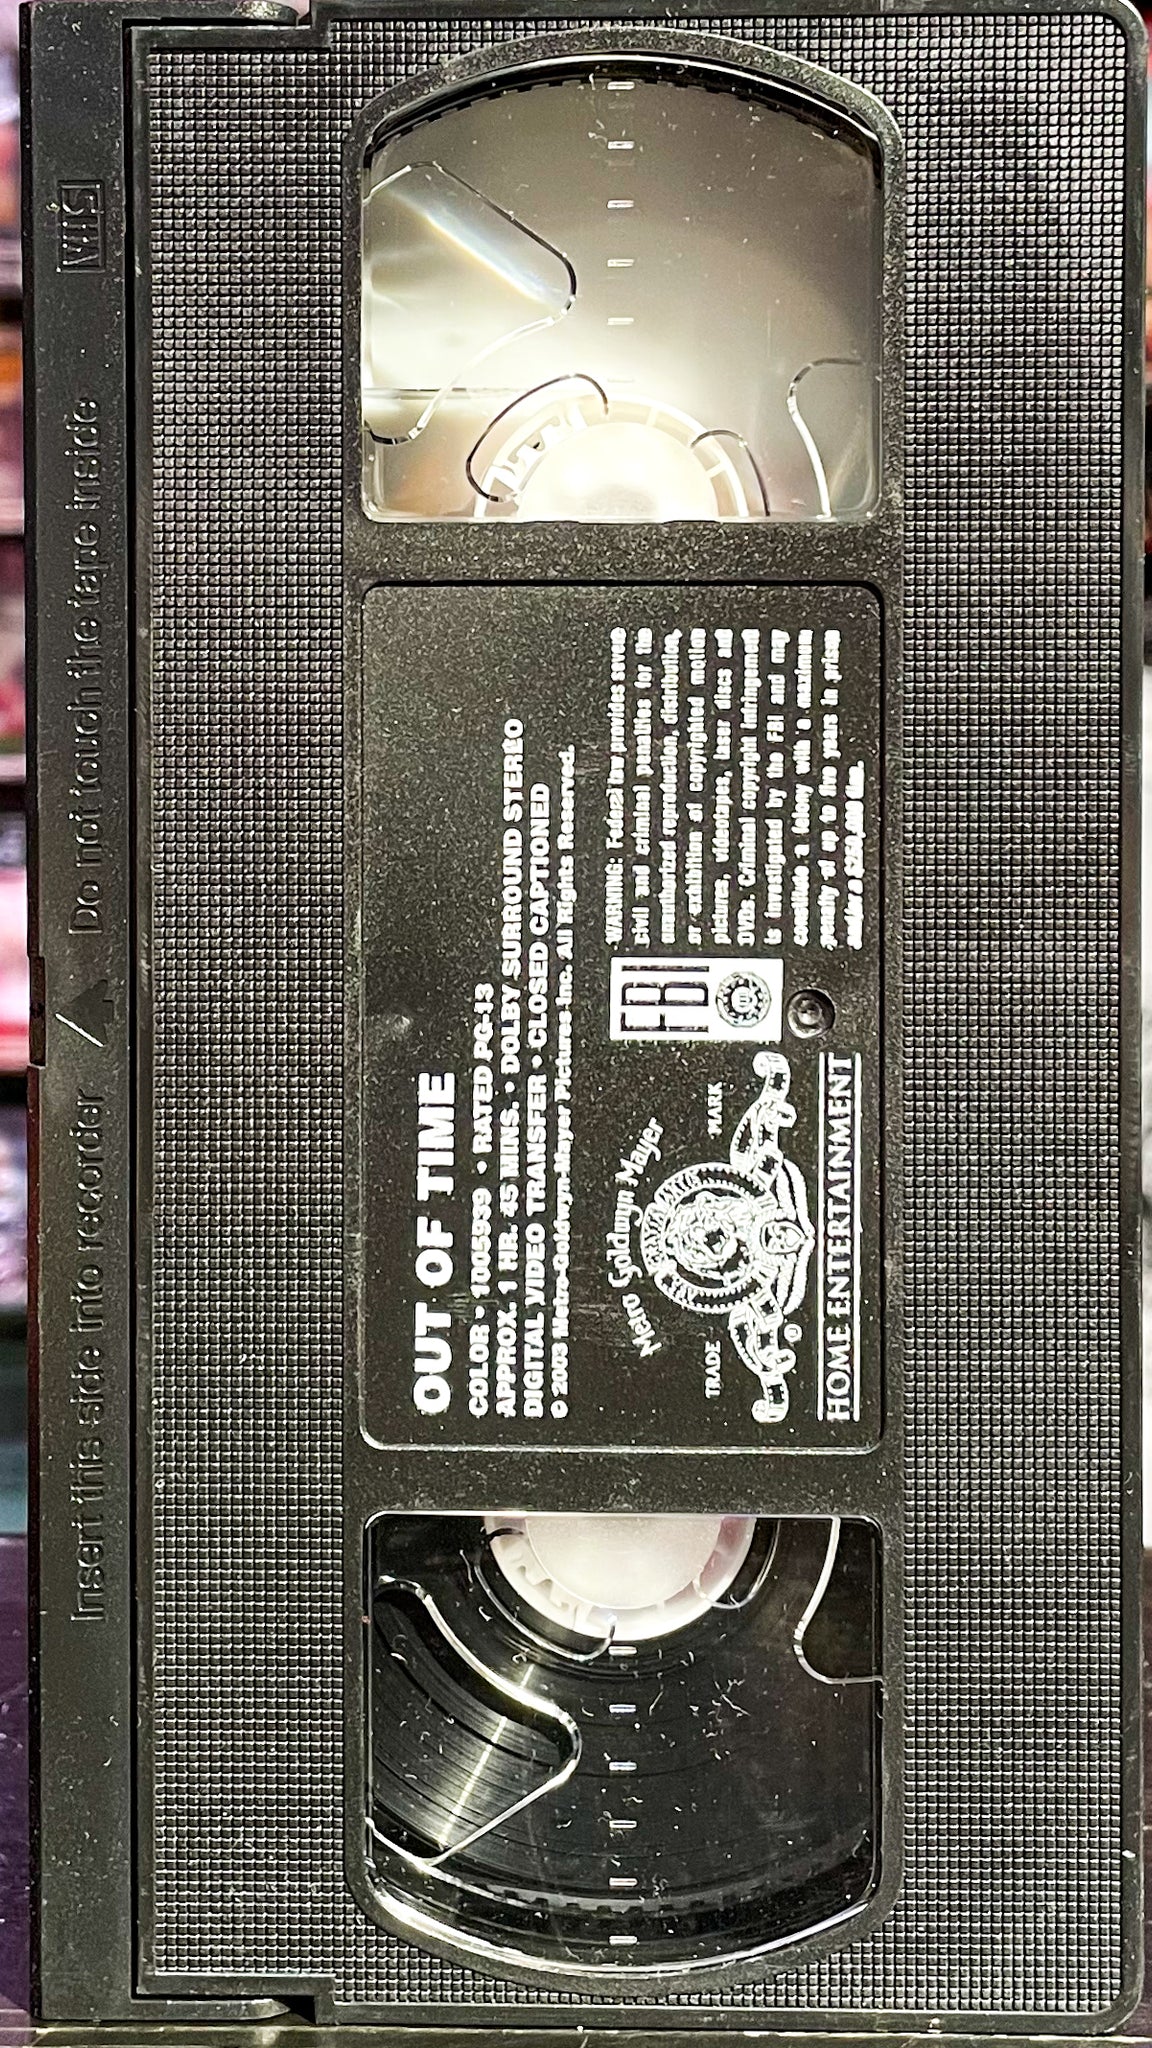 VHS
Insert this side into recorder
Do not touch the tape inside
OUT OF TIME
COLOR • 1005939 • RATED PG-13
APPROX. 1 HR. 45 MINS. • DOLBY SURROUND STEREO
DIGITAL VIDEO TRANSFER • CLOSED CAPTIONED
© 2003 Metro-Goldwyn-Mayer Pictures Inc. All Rights Reserved.
Metro Goldwyn Mayer
TRADE MARK
®
HOME ENTERTAINMENT
FBI
WARNING: Federal law provides severe
civil and criminal penalties for the
unauthorized reproduction, distribution,
or exhibition of copyrighted motion
pictures, videotapes, laser discs and
DVDs. Criminal copyright infringement
is investigated by the FBI and may
constitute a felony with a maximum
penalty of up to five years in prison